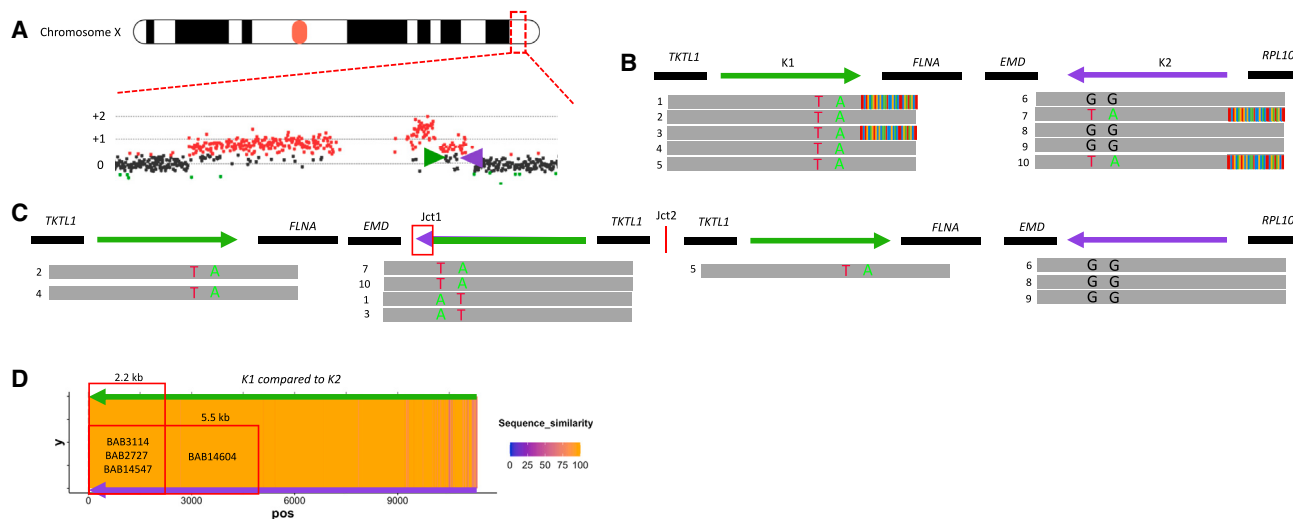 A
Chromosome X
+2
+1
0
B
TKTL1
K1
FLNA
EMD
K2
RPL10
1
T A
2
T A
3
T A
4
T A
5
T A
6
G G
7
T A
8
G G
9
G G
10
T A
C
TKTL1
FLNA
EMD
Jct1
TKTL1
Jct2
TKTL1
FLNA
EMD
RPL10
2
T A
4
T A
7
T A
10
T A
1
A T
3
A T
5
T A
6
G G
8
G G
9
G G
D
2.2 kb
K1 compared to K2
5.5 kb
BAB3114
BAB2727
BAB14547
BAB14604
y
0 3000 6000 9000
pos
Sequence_similarity
0 25 50 75 100